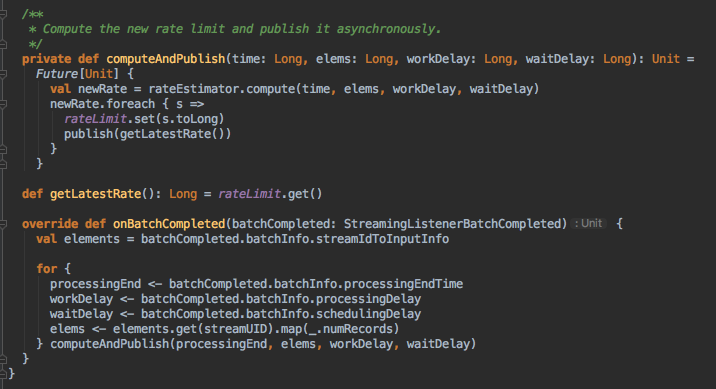 /**
 * Compute the new rate limit and publish it asynchronously.
 */
private def computeAndPublish(time: Long, elems: Long, workDelay: Long, waitDelay: Long): Unit =
  Future[Unit] {
    val newRate = rateEstimator.compute(time, elems, workDelay, waitDelay)
    newRate.foreach { s =>
      rateLimit.set(s.toLong)
      publish(getLatestRate())
    }
  }

def getLatestRate(): Long = rateLimit.get()

override def onBatchCompleted(batchCompleted: StreamingListenerBatchCompleted) : Unit {
  val elements = batchCompleted.batchInfo.streamIdToInputInfo

  for {
    processingEnd <- batchCompleted.batchInfo.processingEndTime
    workDelay <- batchCompleted.batchInfo.processingDelay
    waitDelay <- batchCompleted.batchInfo.schedulingDelay
    elems <- elements.get(streamUID).map(_.numRecords)
  } computeAndPublish(processingEnd, elems, workDelay, waitDelay)
}
}